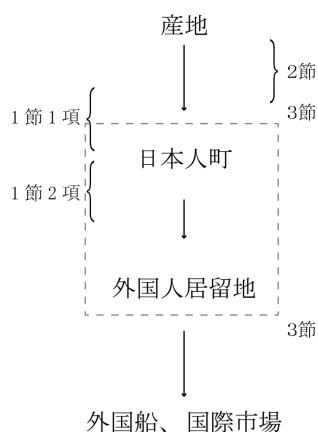 産地
2節
3節
1節1項
日本人町
1節2項
外国人居留地
3節
外国船、国際市場